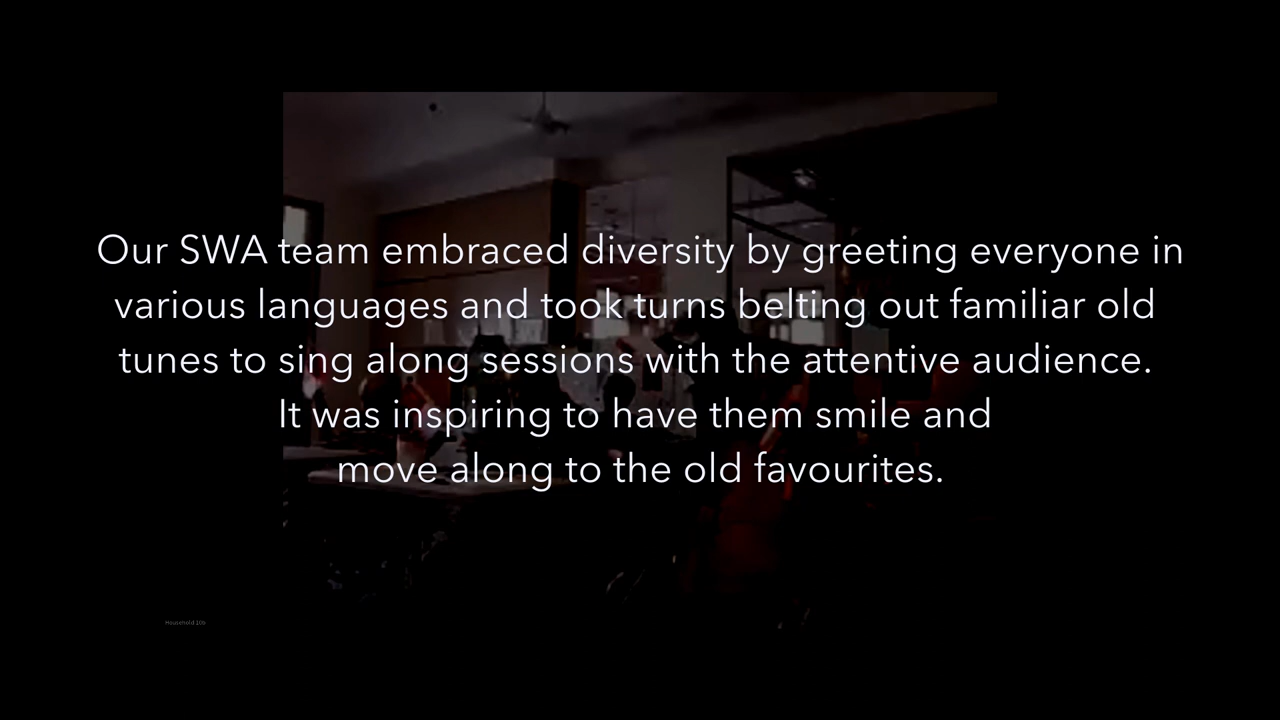 Our SWA team embraced diversity by greeting everyone in
various languages and took turns belting out familiar old
tunes to sing along sessions with the attentive audience.
It was inspiring to have them smile and
move along to the old favourites.
Household 10b